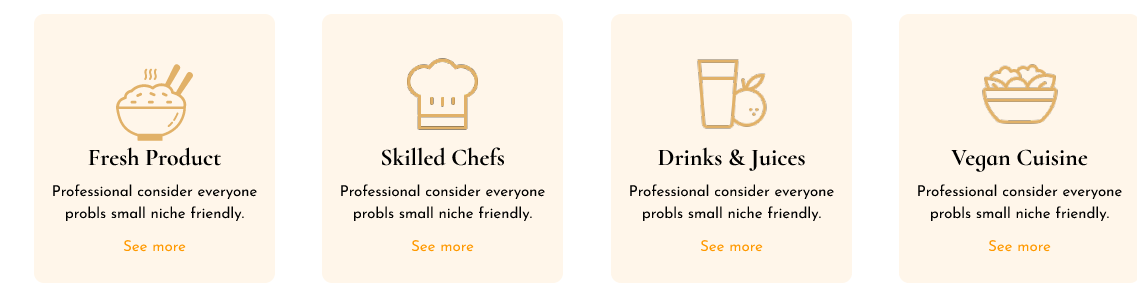 Fresh Product
Professional consider everyone
probls small niche friendly.
See more
Skilled Chefs
Professional consider everyone
probls small niche friendly.
See more
Drinks & Juices
Professional consider everyone
probls small niche friendly.
See more
Vegan Cuisine
Professional consider everyone
probls small niche friendly.
See more